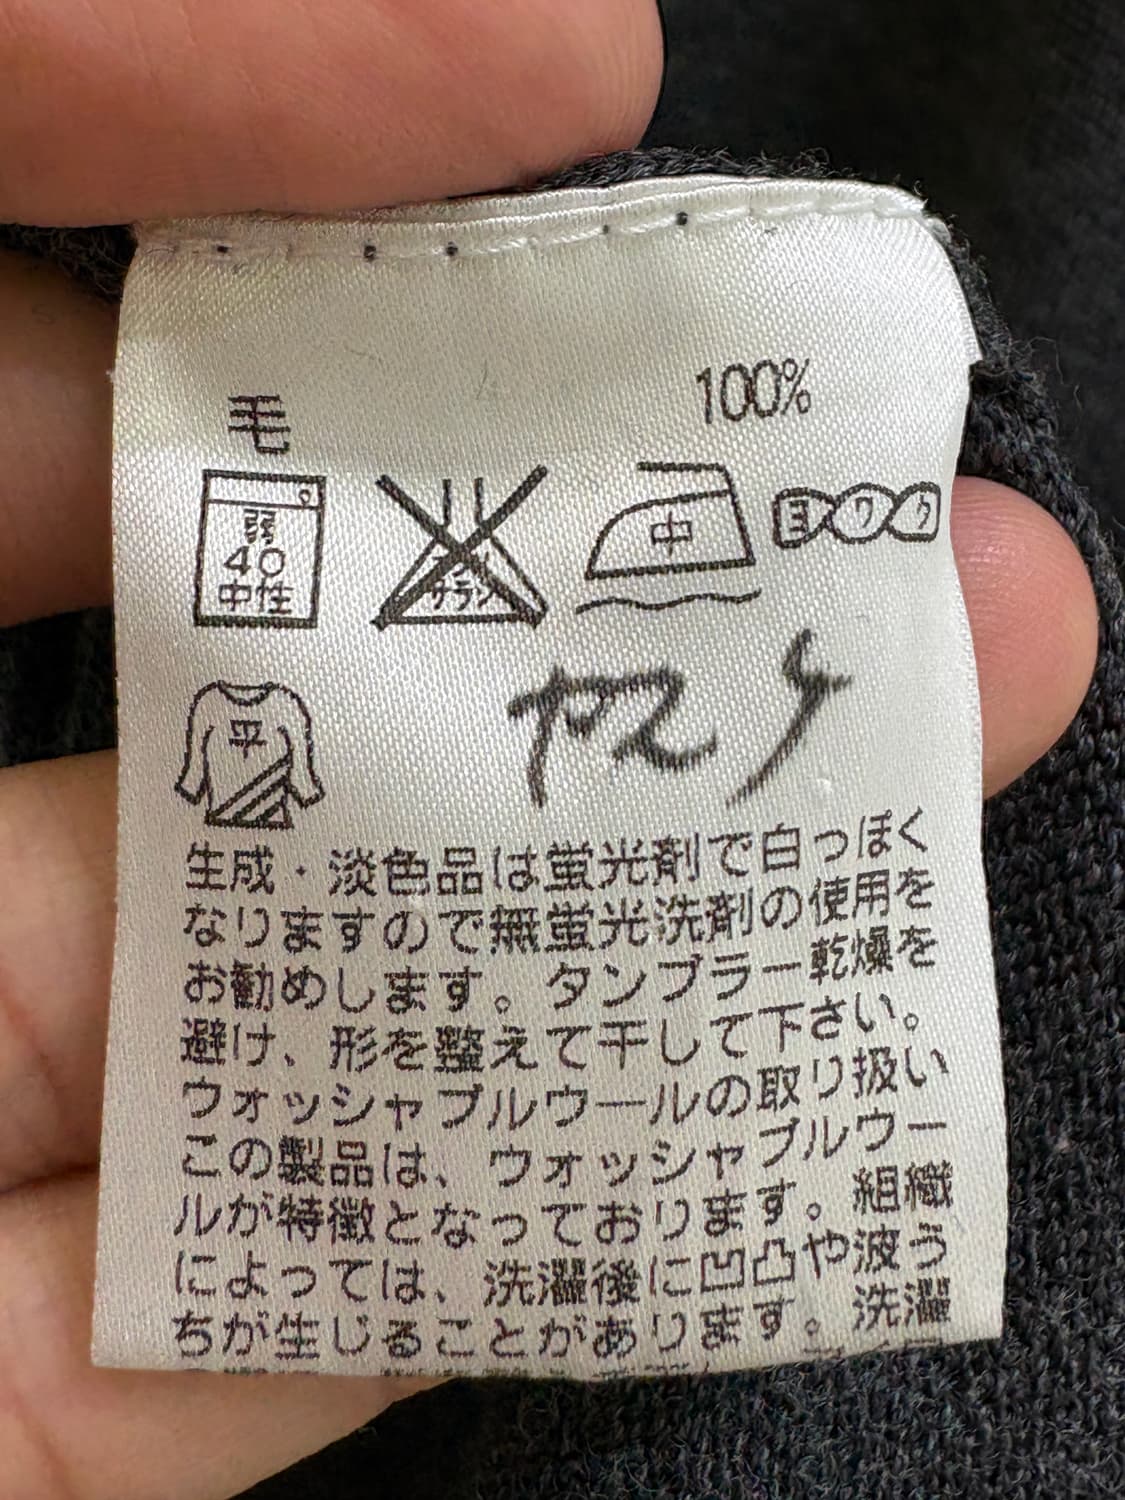 毛 100%
弱
40
中性
サラシ
中
ヨワク
平
生成・淡色品は蛍光剤で白っぽく
なりますので無蛍光洗剤の使用を
お勧めします。タンブラー乾燥を
避け、形を整えて干して下さい。
ウォッシャブルウールの取り扱い
この製品は、ウォッシャブルウー
ルが特徴となっております。組織
によっては、洗濯後に凹凸や波う
ちが生じることがあります。洗濯